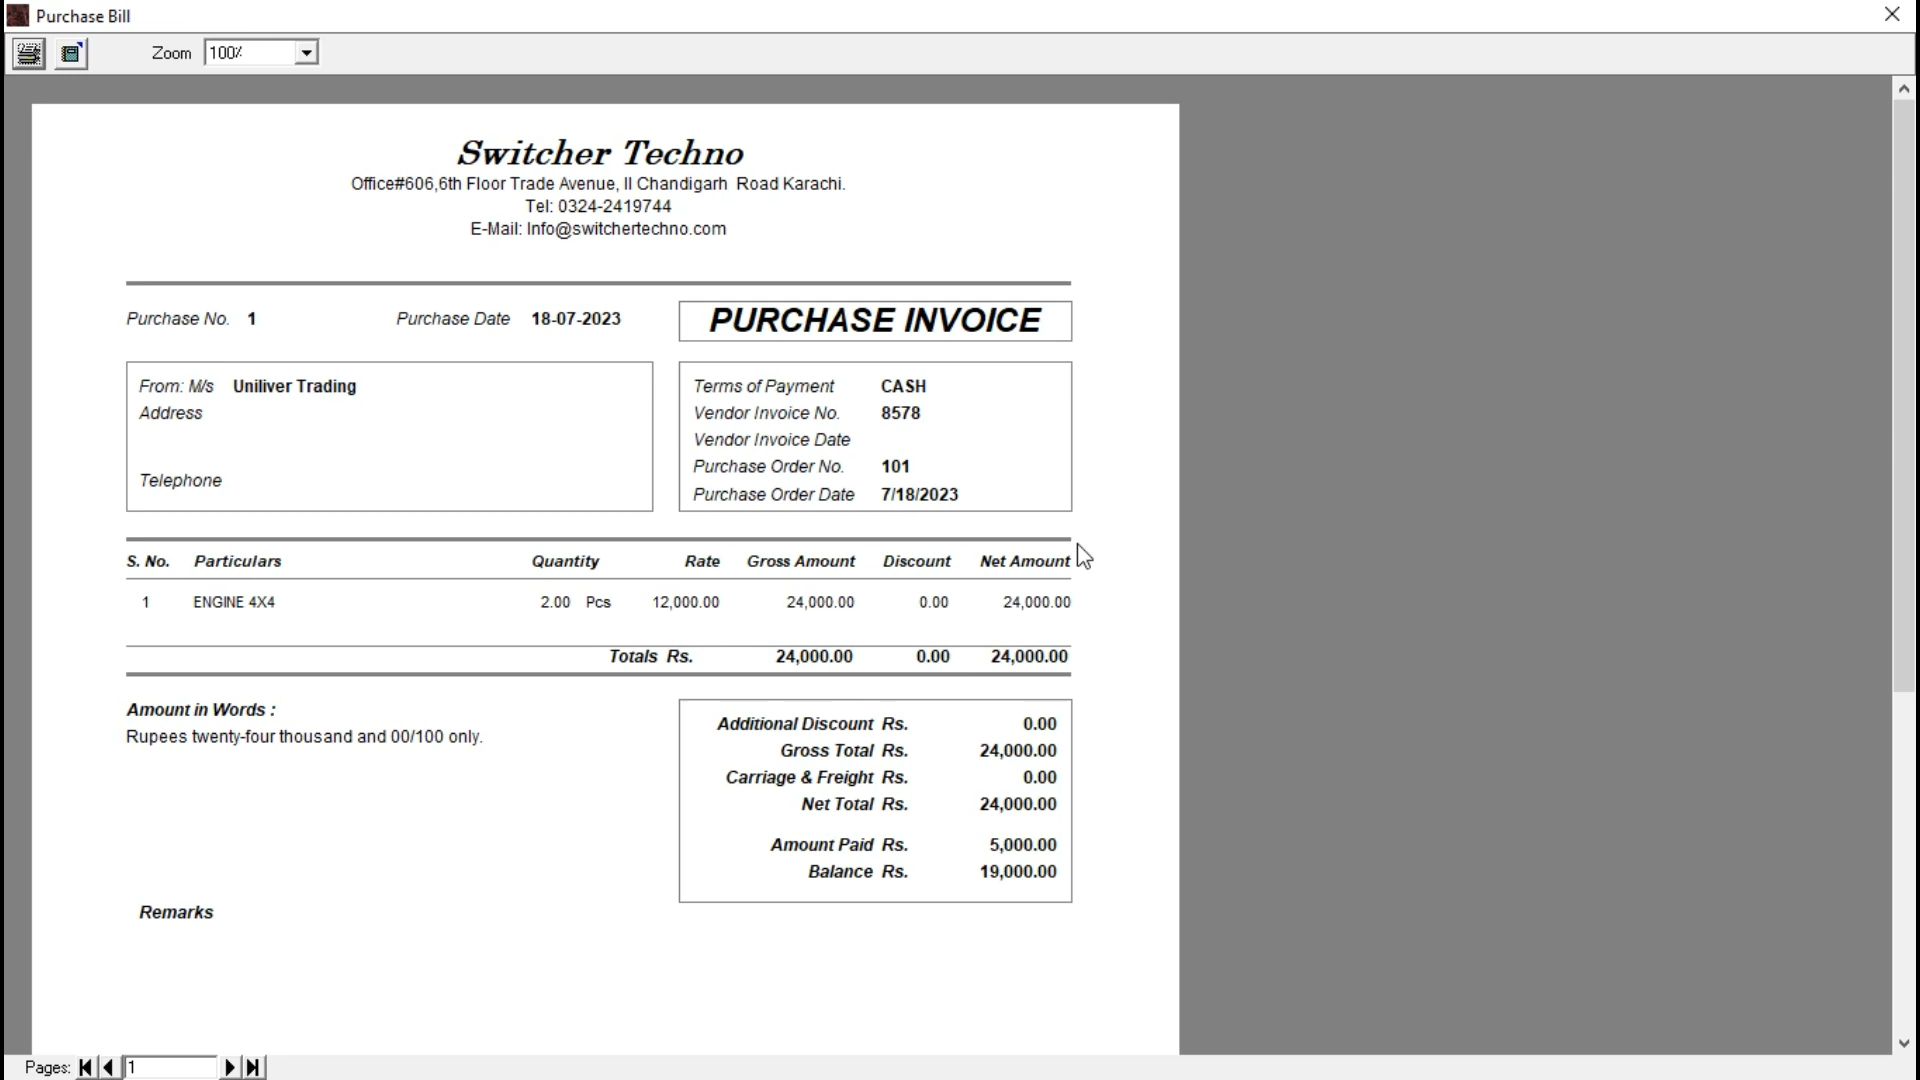 Purchase Bill
Zoom 100%
Switcher Techno
Office#606,6th Floor Trade Avenue, II Chandigarh Road Karachi.
Tel: 0324-2419744
E-Mail: Info@switchertechno.com
Purchase No. 1 Purchase Date 18-07-2023 PURCHASE INVOICE
From: M/s Uniliver Trading
Address
Telephone
Terms of Payment CASH
Vendor Invoice No. 8578
Vendor Invoice Date
Purchase Order No. 101
Purchase Order Date 7/18/2023
S. No. Particulars Quantity Rate Gross Amount Discount Net Amount
1 ENGINE 4X4 2.00 Pcs 12,000.00 24,000.00 0.00 24,000.00
Totals Rs. 24,000.00 0.00 24,000.00
Amount in Words :
Rupees twenty-four thousand and 00/100 only.
Additional Discount Rs. 0.00
Gross Total Rs. 24,000.00
Carriage & Freight Rs. 0.00
Net Total Rs. 24,000.00
Amount Paid Rs. 5,000.00
Balance Rs. 19,000.00
Remarks
Pages: 1